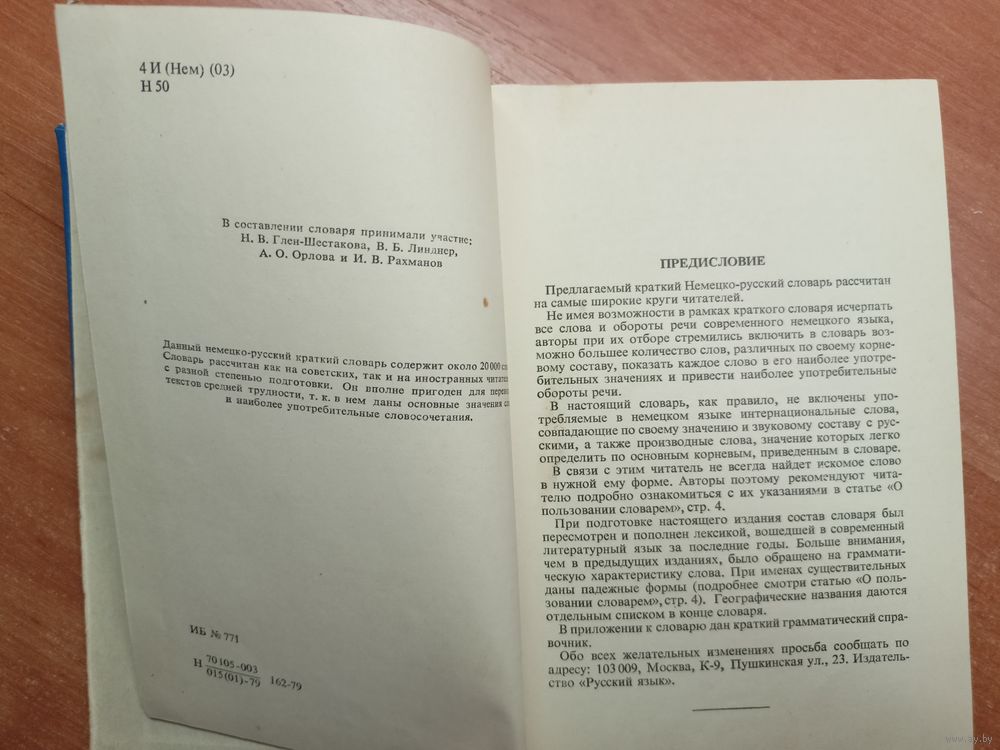 4 И (Нем) (03)
Н 50
В составлении словаря принимали участие:
Н. В. Глен-Шестакова, В. Б. Линднер,
А. О. Орлова и И. В. Рахманов
Данный немецко-русский краткий словарь содержит около 20 000
Словарь рассчитан как на советских, так и на иностранных
с разной степенью подготовки. Он вполне пригоден для
текстов средней трудности, т. к. в нем даны основные значения
и наиболее употребительные словосочетания.
ИБ № 771
Н 70105-003
015(01)-79 162-79
ПРЕДИСЛОВИЕ
Предлагаемый краткий Немецко-русский словарь рассчитан
на самые широкие круги читателей.
Не имея возможности в рамках краткого словаря исчерпать
все слова и обороты речи современного немецкого языка,
авторы при их отборе стремились включить в словарь воз-
можно большее количество слов, различных по своему корне-
вому составу, показать каждое слово в его наиболее употре-
бительных значениях и привести наиболее употребительные
обороты речи.
В настоящий словарь, как правило, не включены упо-
требляемые в немецком языке интернациональные слова,
совпадающие по своему значению и звуковому составу с рус-
скими, а также производные слова, значение которых легко
определить по основным корневым, приведенным в словаре.
В связи с этим читатель не всегда найдет искомое слово
в нужной ему форме. Авторы поэтому рекомендуют чита-
телю подробно ознакомиться с их указаниями в статье «О
пользовании словарем», стр. 4.
При подготовке настоящего издания состав словаря был
пересмотрен и пополнен лексикой, вошедшей в современный
литературный язык за последние годы. Больше внимания,
чем в предыдущих изданиях, было обращено на граммати-
ческую характеристику слова. При именах существительных
даны падежные формы (подробнее смотри статью «О поль-
зовании словарем», стр. 4). Географические названия даются
отдельным списком в конце словаря.
В приложении к словарю дан краткий грамматический спра-
вочник.
Обо всех желательных изменениях просьба сообщать по
адресу: 103009, Москва, К-9, Пушкинская ул., 23. Издатель-
ство «Русский язык».
www.ay.by